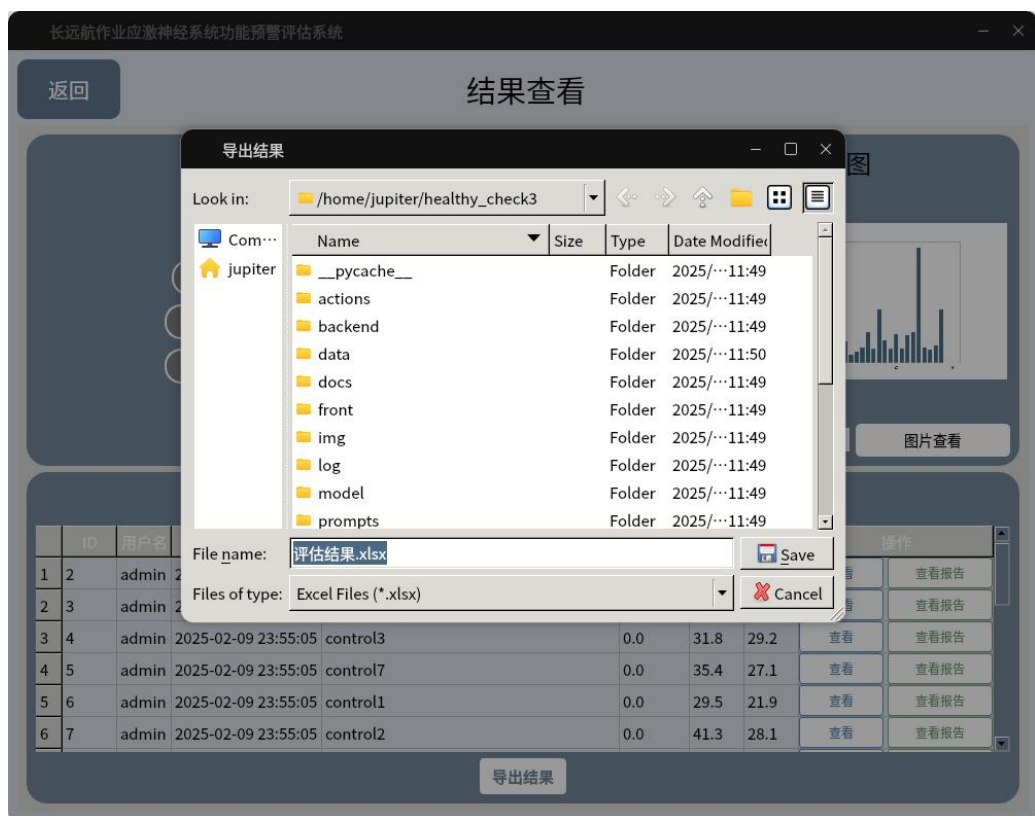 长远航作业应激神经系统功能预警评估系统
返回
结果查看
导出结果
图
Look in:
/home/jupiter/healthy_check3
Com…
jupiter
Name Size Type Date Modified
__pycache__ Folder 2025/…11:49
actions Folder 2025/…11:49
backend Folder 2025/…11:49
data Folder 2025/…11:50
docs Folder 2025/…11:49
front Folder 2025/…11:49
img Folder 2025/…11:49
log Folder 2025/…11:49
model Folder 2025/…11:49
prompts Folder 2025/…11:49
图片查看
File name: 评估结果.xlsx Save
Files of type: Excel Files (*.xlsx) Cancel
ID 用户名 操作
1 2 admin 2 查看报告
2 3 admin 2 查看报告
3 4 admin 2025-02-09 23:55:05 control3 0.0 31.8 29.2 查看 查看报告
4 5 admin 2025-02-09 23:55:05 control7 0.0 35.4 27.1 查看 查看报告
5 6 admin 2025-02-09 23:55:05 control1 0.0 29.5 21.9 查看 查看报告
6 7 admin 2025-02-09 23:55:05 control2 0.0 41.3 28.1 查看 查看报告
导出结果